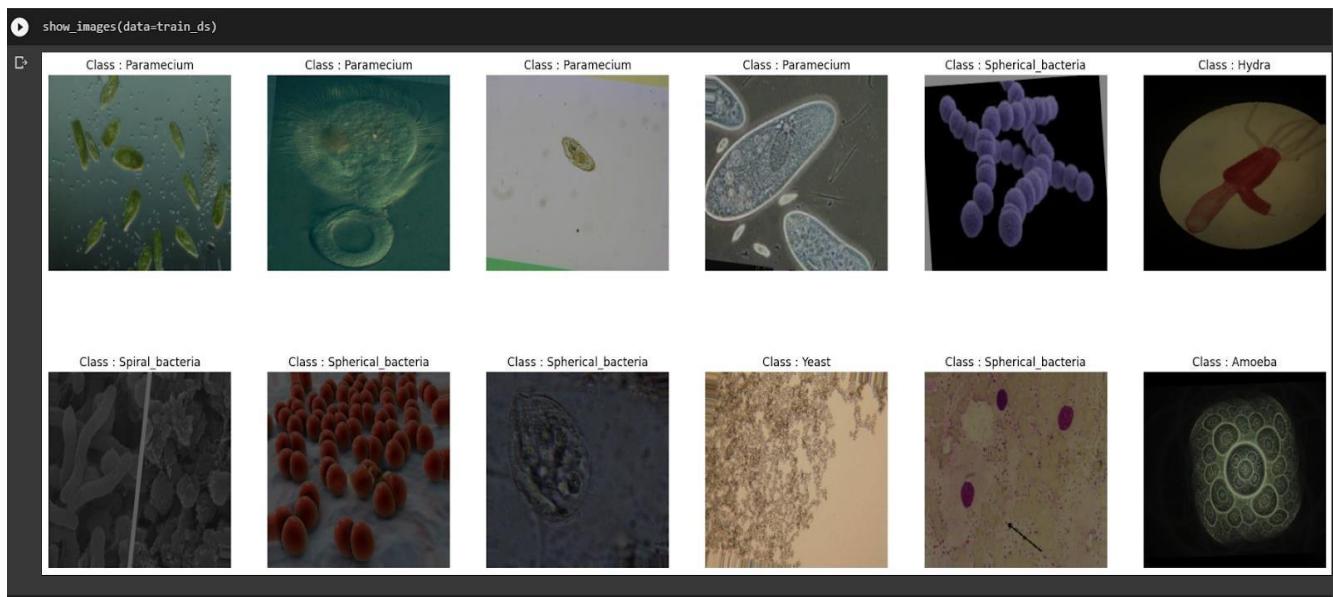 show_images(data=train_ds)
Class : Paramecium
Class : Paramecium
Class : Paramecium
Class : Paramecium
Class : Spherical_bacteria
Class : Hydra
Class : Spiral_bacteria
Class : Spherical_bacteria
Class : Spherical_bacteria
Class : Yeast
Class : Spherical_bacteria
Class : Amoeba